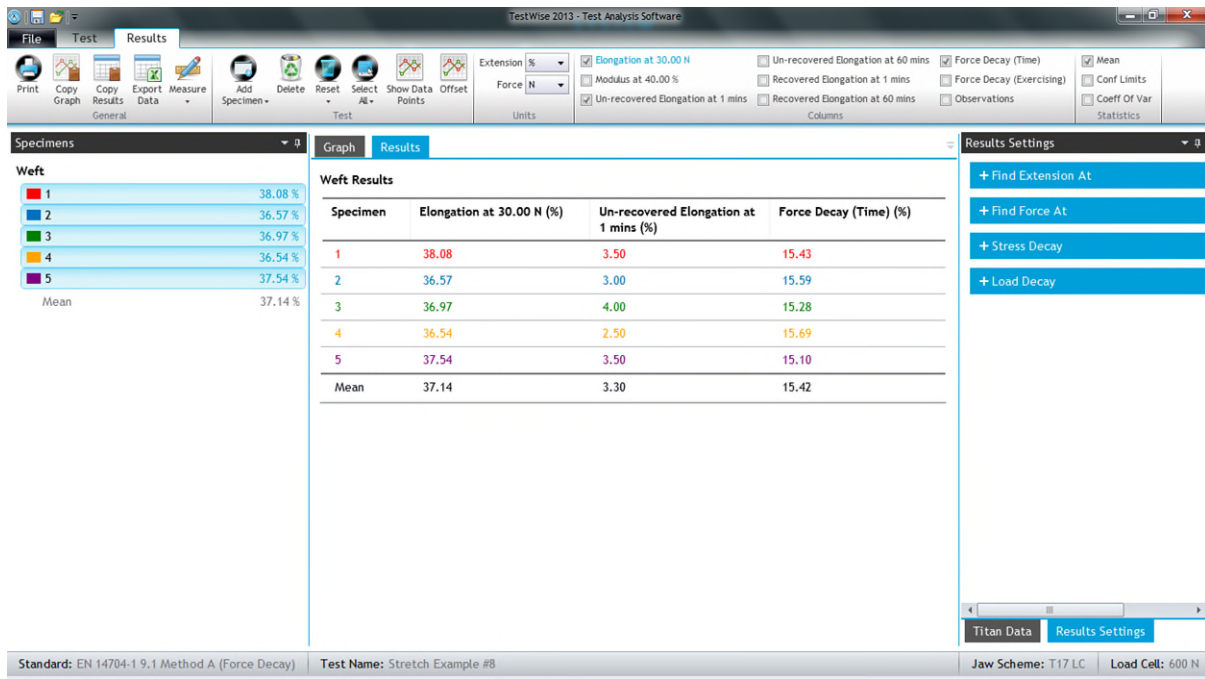 TestWise 2013 - Test Analysis Software
File Test Results
Print
Copy Graph
Copy Results
Export Data
Measure
Add Specimen
Delete
Reset
Select All
Show Data Points
Offset
Extension %
Force N
Elongation at 30.00 N
Modulus at 40.00 %
Un-recovered Elongation at 1 mins
Un-recovered Elongation at 60 mins
Recovered Elongation at 1 mins
Recovered Elongation at 60 mins
Force Decay (Time)
Force Decay (Exercising)
Observations
Mean
Conf Limits
Coeff Of Var
General Test Units Columns Statistics
Specimens
Weft
1 38.08 %
2 36.57 %
3 36.97 %
4 36.54 %
5 37.54 %
Mean 37.14 %
Graph Results
Weft Results
Specimen Elongation at 30.00 N (%) Un-recovered Elongation at 1 mins (%) Force Decay (Time) (%)
1 38.08 3.50 15.43
2 36.57 3.00 15.59
3 36.97 4.00 15.28
4 36.54 2.50 15.69
5 37.54 3.50 15.10
Mean 37.14 3.30 15.42
Results Settings
+ Find Extension At
+ Find Force At
+ Stress Decay
+ Load Decay
Titan Data Results Settings
Standard: EN 14704-1 9.1 Method A (Force Decay) Test Name: Stretch Example #8 Jaw Scheme: T17 LC Load Cell: 600 N